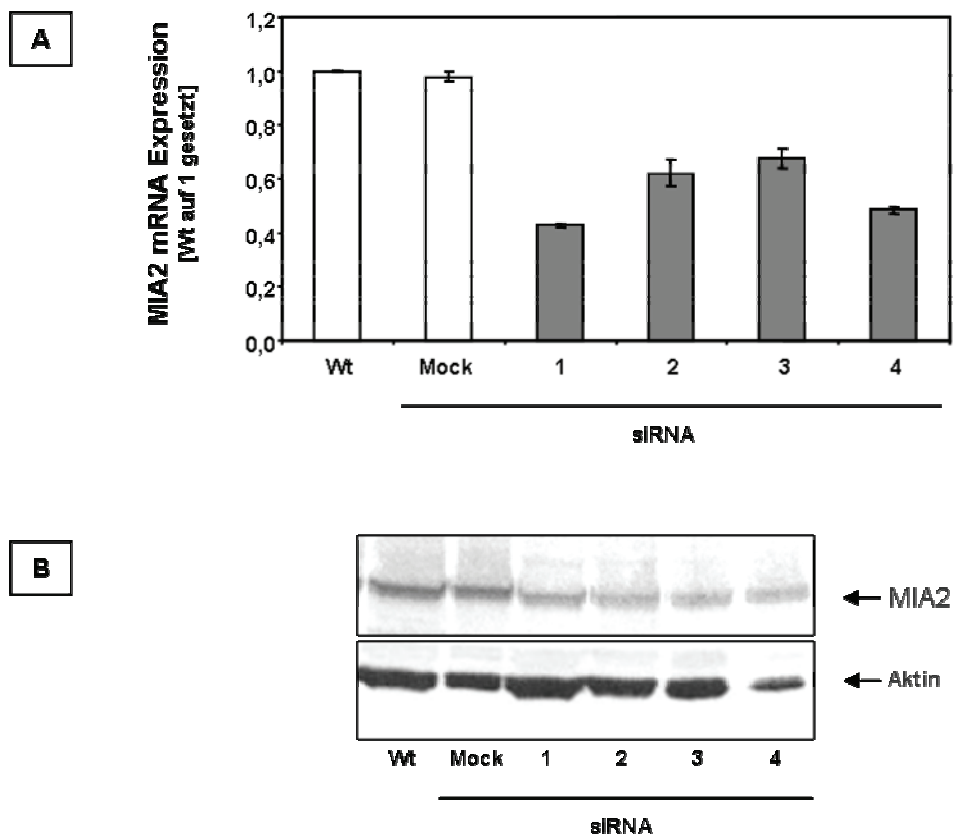 A
MIA2 mRNA Expression
[Wt auf 1 gesetzt]
1,2
1,0
0,8
0,6
0,4
0,2
0,0
Wt Mock 1 2 3 4
siRNA
B
MIA2
Aktin
Wt Mock 1 2 3 4
siRNA